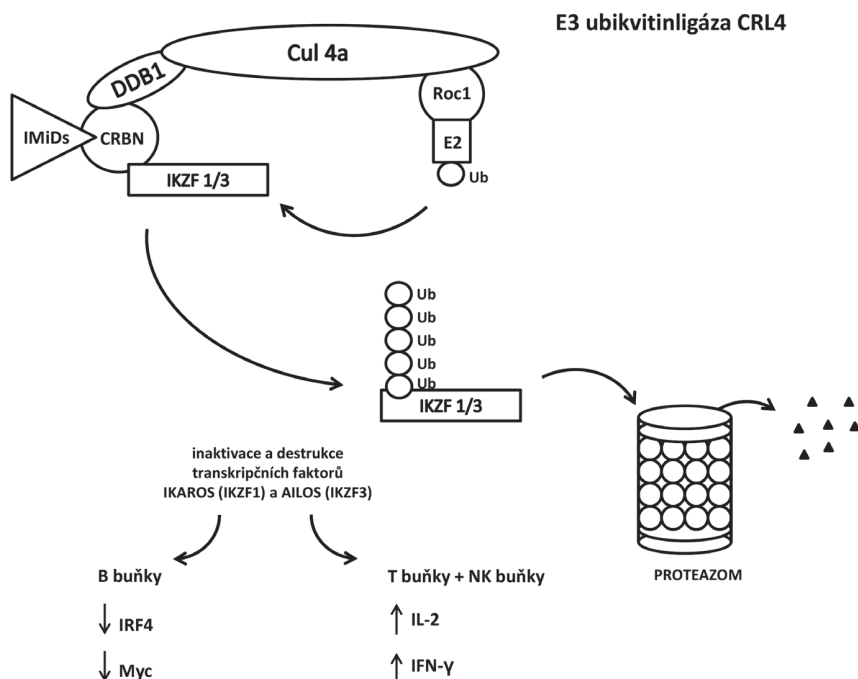 E3 ubikvitinligáza CRL4
Cul 4a
DDB1
Roc1
IMiDs
CRBN
E2
IKZF 1/3
Ub
Ub
Ub
Ub
Ub
Ub
IKZF 1/3
inaktivace a destrukce
transkripčních faktorů
IKAROS (IKZF1) a AILOS (IKZF3)
PROTEAZOM
B buňky
T buňky + NK buňky
↓ IRF4
↑ IL-2
↓ Myc
↑ IFN-γ